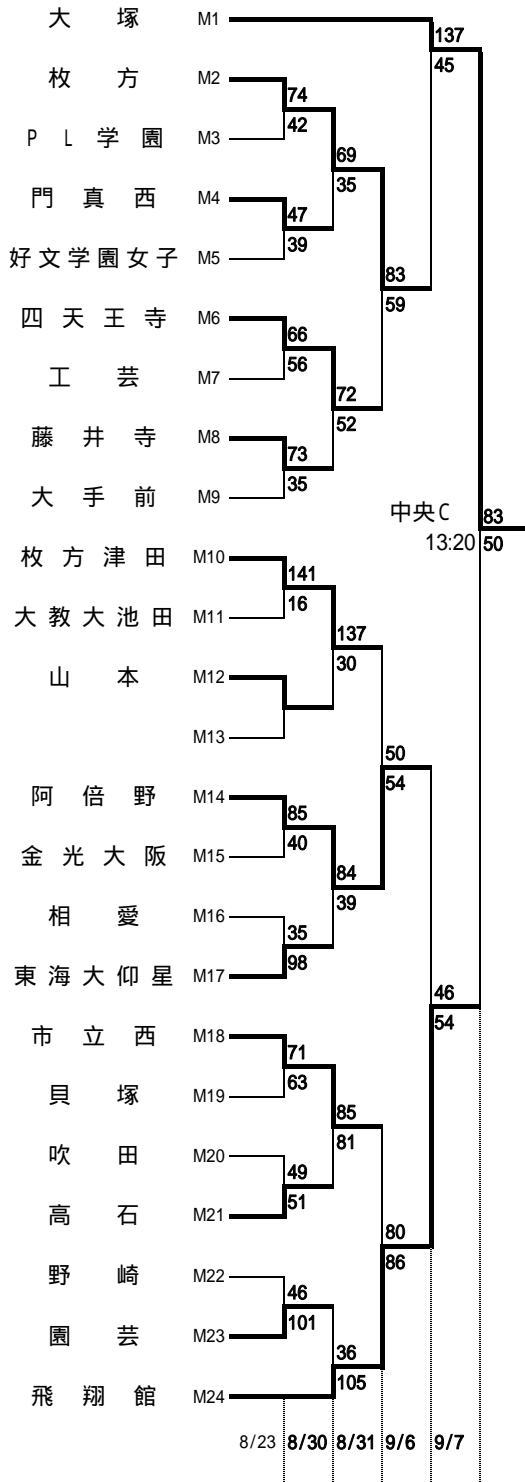 大塚 M1 137
45
枚方 M2 74
42
PL学園 M3 69
35
門真西 M4 47
39
好文学園女子 M5 83
59
四天王寺 M6 66
56
工芸 M7 72
52
藤井寺 M8 73
35
大手前 M9
中央C 83
13:20 50
枚方津田 M10 141
16
大教大池田 M11 137
30
山本 M12
M13 50
54
阿倍野 M14 85
40
金光大阪 M15 84
39
相愛 M16 35
98
東海大仰星 M17 46
54
市立西 M18 71
63
貝塚 M19 85
81
吹田 M20 49
51
高石 M21 80
86
野崎 M22 46
101
園芸 M23 36
105
飛翔館 M24
8/23 8/30 8/31 9/6 9/7